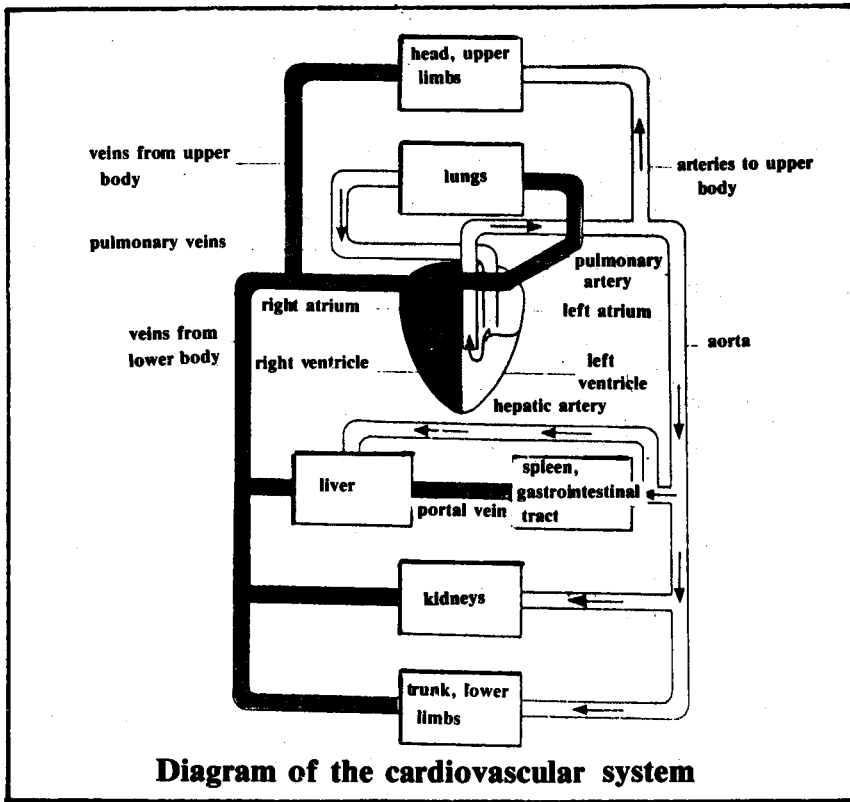 head, upper
limbs
veins from upper
body
lungs
arteries to upper
body
pulmonary veins
pulmonary
artery
right atrium
left atrium
veins from
lower body
aorta
right ventricle
left
ventricle
hepatic artery
liver
spleen,
gastrointestinal
tract
portal vein
kidneys
trunk, lower
limbs
Diagram of the cardiovascular system